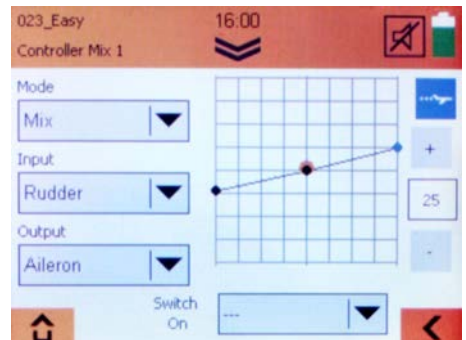 023_Easy
16:00
Controller Mix 1
Mode
Mix
Input
Rudder
Output
Aileron
+
25
-
Switch
On
---